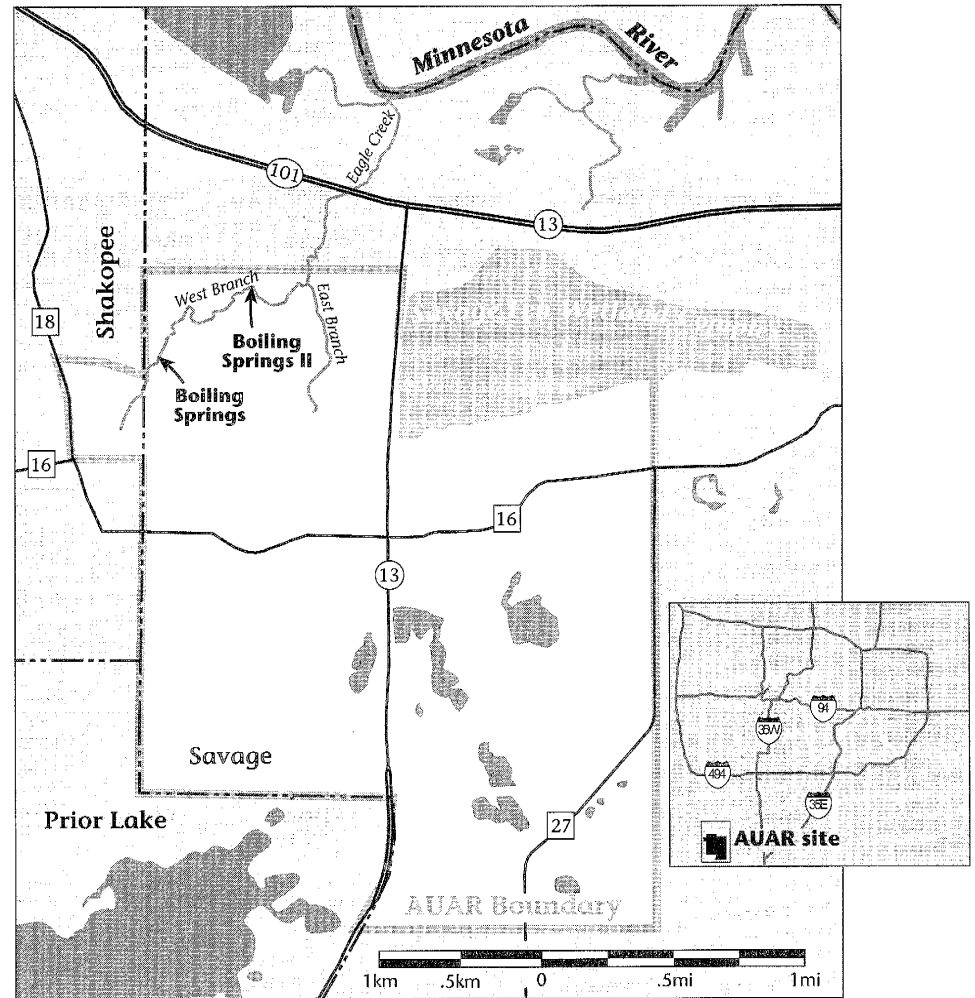 Minnesota River
Eagle Creek
101
13
Shakopee
West Branch
East Branch
18
Boiling
Springs II
Boiling
Springs
16
16
13
Savage
94
35W
494
35E
AUAR site
Prior Lake
27
AUAR Boundary
1km .5km 0 .5mi 1mi